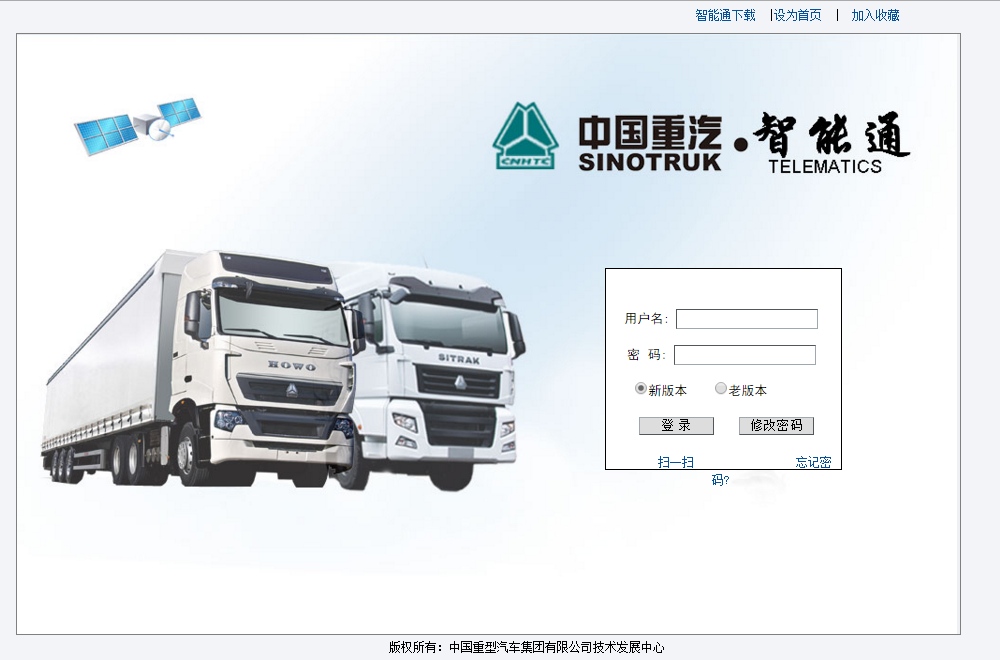 智能通下载 |设为首页 | 加入收藏
CNHTC
中国重汽·智能通
SINOTRUK TELEMATICS
HOWO
SITRAK
用户名:
密 码:
新版本 老版本
登 录 修改密码
扫一扫 忘记密
码?
版权所有：中国重型汽车集团有限公司技术发展中心